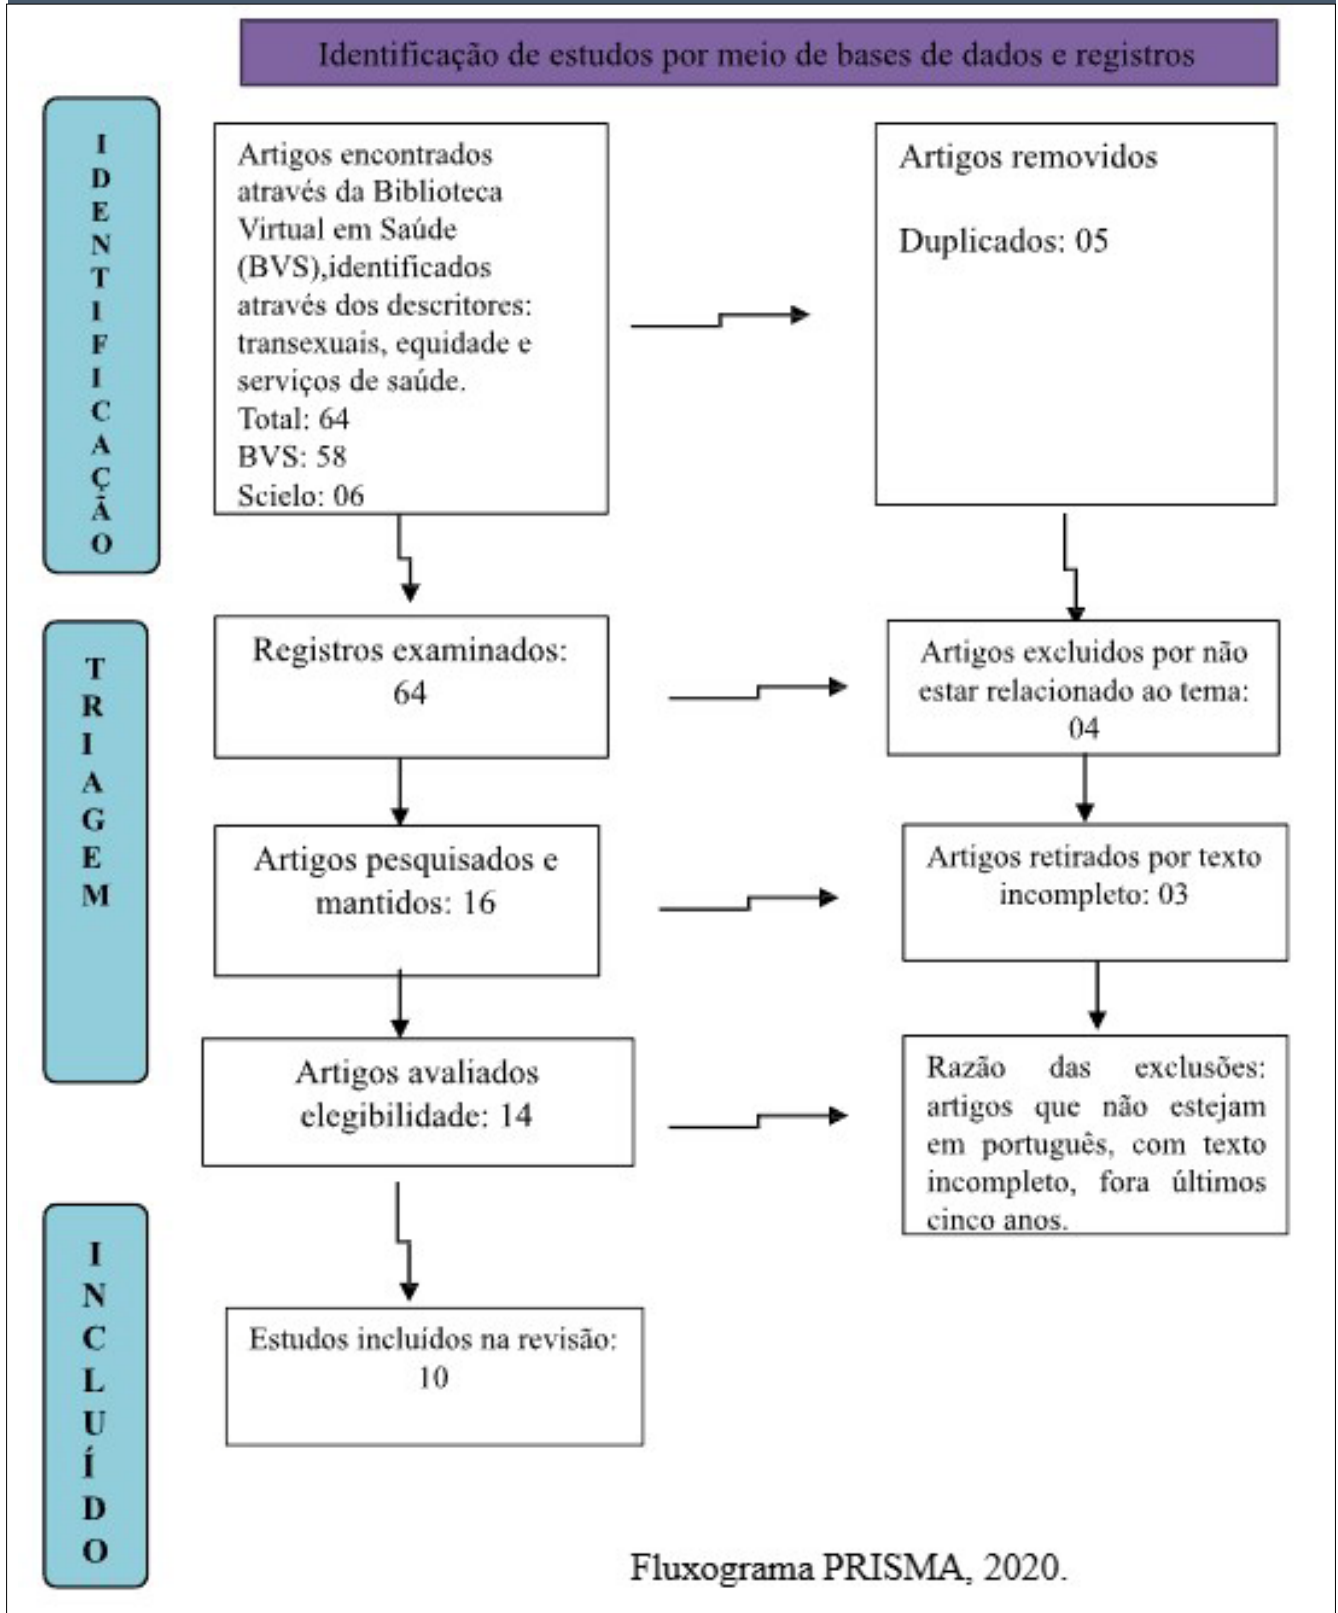 Identificação de estudos por meio de bases de dados e registros
IDENTIFICAÇÃO
Artigos encontrados
através da Biblioteca
Virtual em Saúde
(BVS),identificados
através dos descritores:
transexuais, equidade e
serviços de saúde.
Total: 64
BVS: 58
Scielo: 06
Artigos removidos
Duplicados: 05
TRIAGEM
Registros examinados:
64
Artigos excluidos por não
estar relacionado ao tema:
04
Artigos pesquisados e
mantidos: 16
Artigos retirados por texto
incompleto: 03
Artigos avaliados
elegibilidade: 14
Razão das exclusões:
artigos que não estejam
em português, com texto
incompleto, fora últimos
cinco anos.
INCLUÍDO
Estudos incluídos na revisão:
10
Fluxograma PRISMA, 2020.